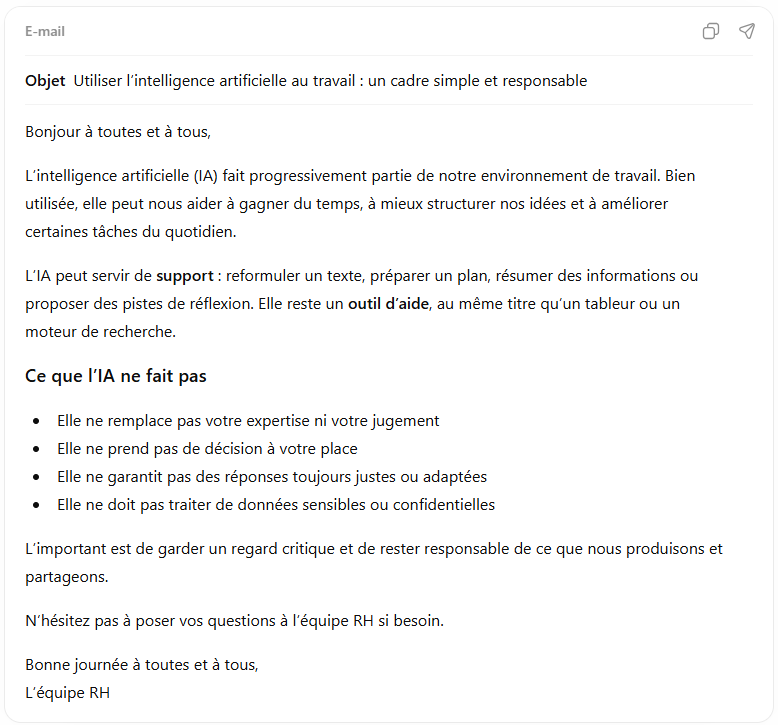 E-mail
Objet Utiliser l’intelligence artificielle au travail : un cadre simple et responsable
Bonjour à toutes et à tous,
L’intelligence artificielle (IA) fait progressivement partie de notre environnement de travail. Bien
utilisée, elle peut nous aider à gagner du temps, à mieux structurer nos idées et à améliorer
certaines tâches du quotidien.
L’IA peut servir de support : reformuler un texte, préparer un plan, résumer des informations ou
proposer des pistes de réflexion. Elle reste un outil d’aide, au même titre qu’un tableur ou un
moteur de recherche.
Ce que l’IA ne fait pas
• Elle ne remplace pas votre expertise ni votre jugement
• Elle ne prend pas de décision à votre place
• Elle ne garantit pas des réponses toujours justes ou adaptées
• Elle ne doit pas traiter de données sensibles ou confidentielles
L’important est de garder un regard critique et de rester responsable de ce que nous produisons et
partageons.
N’hésitez pas à poser vos questions à l’équipe RH si besoin.
Bonne journée à toutes et à tous,
L’équipe RH